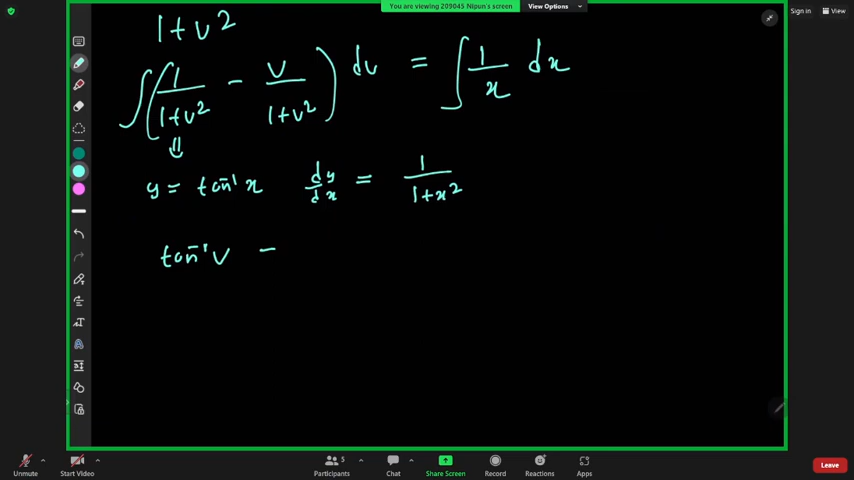 You are viewing 209045 Nipun's screen
View Options
Sign in
View
1 + v²
∫ ( 1/(1+v²) − v/(1+v²) ) dv = ∫ 1/x dx
⇓
y = tan⁻¹ x dy/dx = 1/(1+x²)
tan⁻¹ v −
Unmute
Start Video
5
Participants
Chat
Share Screen
Record
Reactions
Apps
Leave